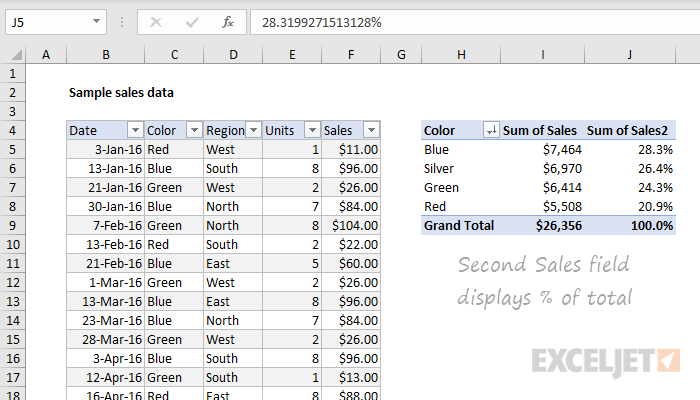 J5 28.3199271513128%
A B C D E F G H I J
1
2 Sample sales data
3
4 Date Color Region Units Sales Color Sum of Sales Sum of Sales2
5 3-Jan-16 Red West 1 $11.00 Blue $7,464 28.3%
6 13-Jan-16 Blue South 8 $96.00 Silver $6,970 26.4%
7 21-Jan-16 Green West 2 $26.00 Green $6,414 24.3%
8 30-Jan-16 Blue North 7 $84.00 Red $5,508 20.9%
9 7-Feb-16 Green North 8 $104.00 Grand Total $26,356 100.0%
10 13-Feb-16 Red South 2 $22.00
11 21-Feb-16 Blue East 5 $60.00 Second Sales field
12 1-Mar-16 Green West 2 $26.00
13 13-Mar-16 Blue East 8 $96.00 displays % of total
14 23-Mar-16 Blue North 7 $84.00
15 28-Mar-16 Green West 2 $26.00
16 3-Apr-16 Blue South 8 $96.00 EXCELJET
17 12-Apr-16 Green South 1 $13.00
18 16-Apr-16 Red East 8 $88.00